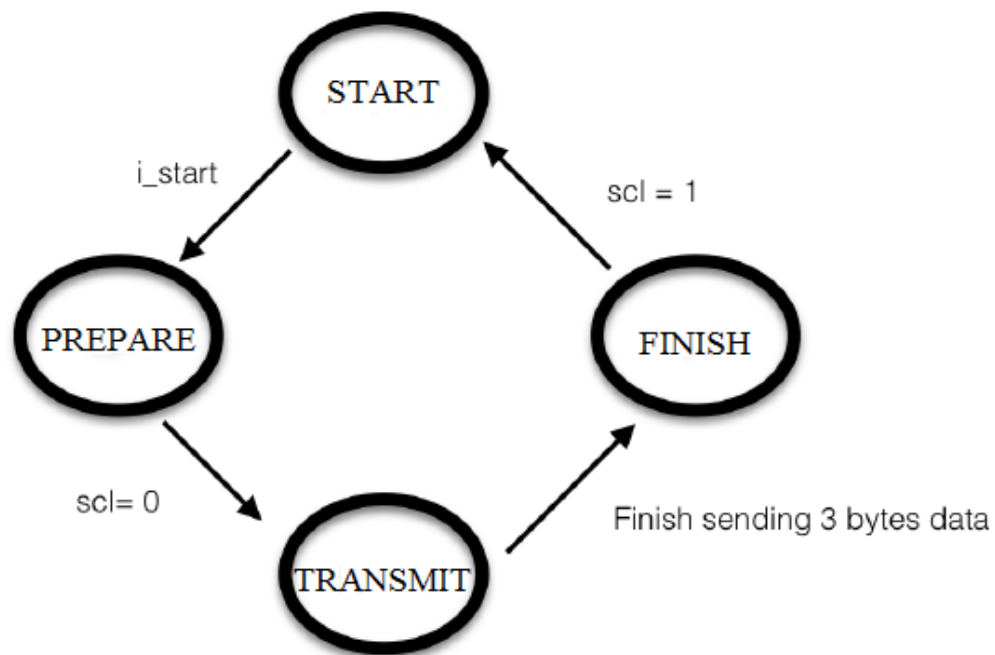 START
i_start
scl = 1
PREPARE
FINISH
scl= 0
Finish sending 3 bytes data
TRANSMIT